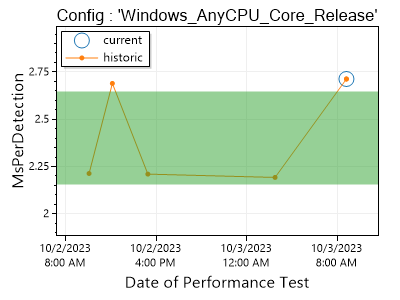 Config : 'Windows_AnyCPU_Core_Release'
current
historic
2.75
2.5
2.25
2
MsPerDetection
10/2/2023 10/2/2023 10/3/2023 10/3/2023
8:00 AM 4:00 PM 12:00 AM 8:00 AM
Date of Performance Test